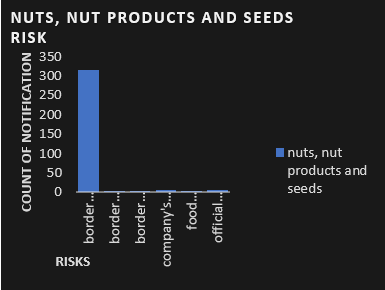 NUTS, NUT PRODUCTS AND SEEDS
RISK
COUNT OF NOTIFICATION
350
300
250
200
150
100
50
0
border...
border...
border...
company's...
food...
official...
RISKS
nuts, nut
products and
seeds